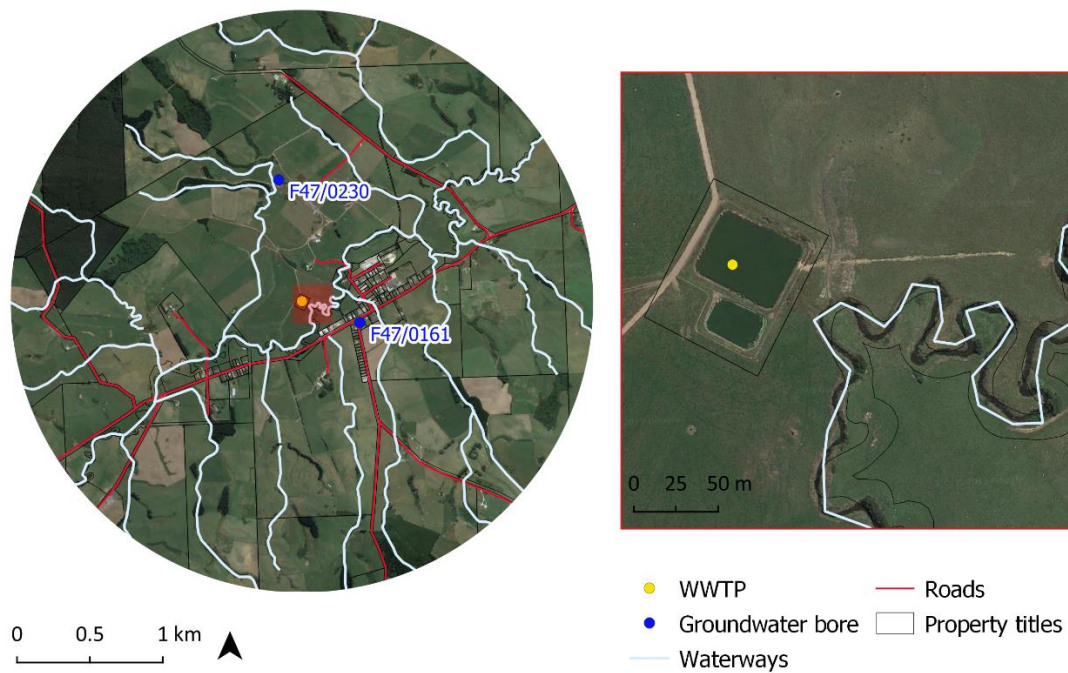 F47/0230
F47/0161
0 0.5 1 km
0 25 50 m
WWTP
Groundwater bore
Waterways
Roads
Property titles